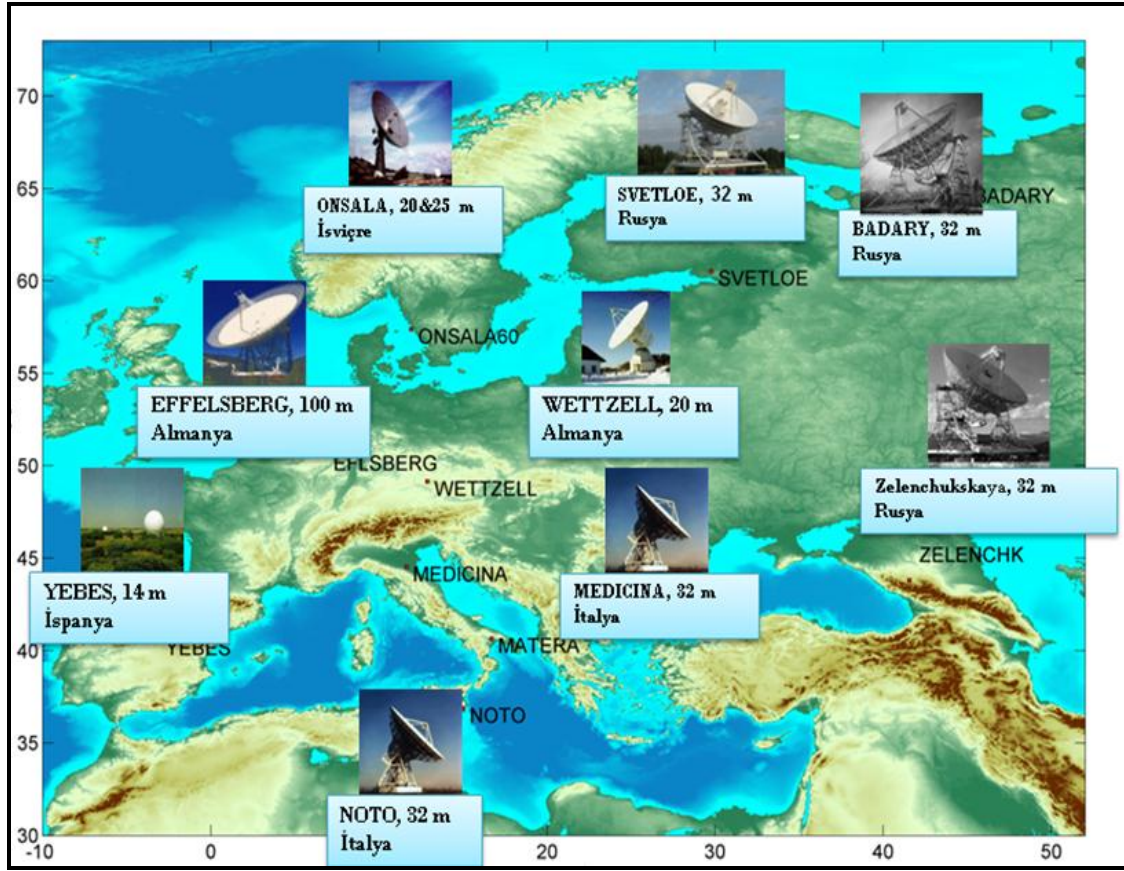 70
65
60
55
50
45
40
35
30
-10
0
20
30
40
50
ONSALA, 20&25 m
İsviçre
SVETLOE, 32 m
Rusya
BADARY
BADARY, 32 m
Rusya
SVETLOE
ONSALA60
EFFELSBERG, 100 m
Almanya
WETTZELL, 20 m
Almanya
EFLSBERG
WETTZELL
Zelenchukskaya, 32 m
Rusya
ZELENCHK
MEDICINA
YEBES, 14 m
İspanya
MEDICINA, 32 m
İtalya
YEBES
MATERA
NOTO
NOTO, 32 m
İtalya